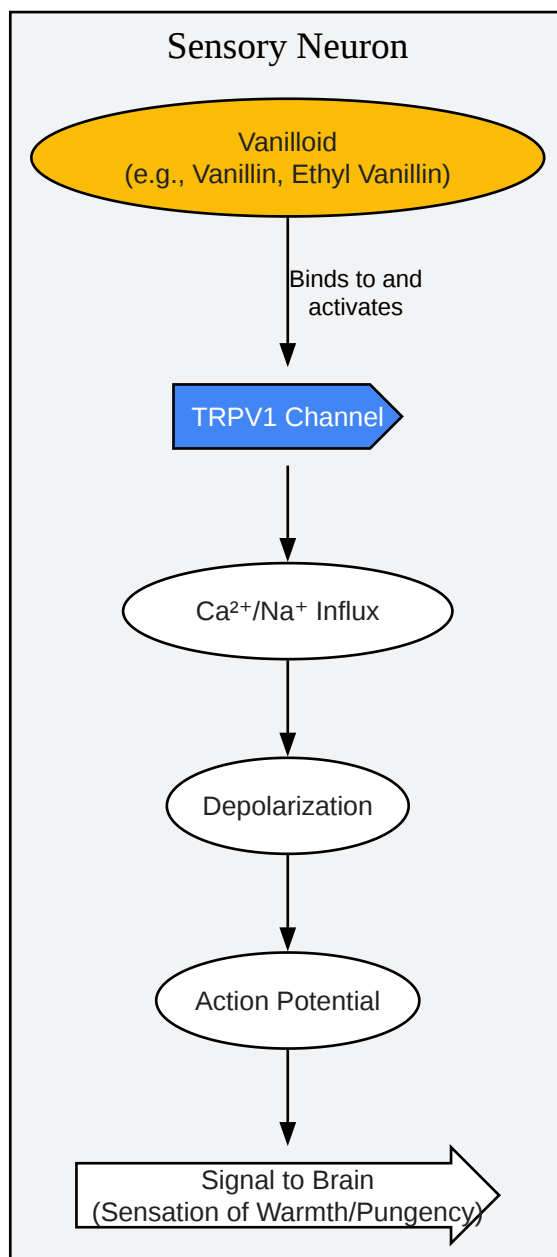 Sensory Neuron
Vanilloid
(e.g., Vanillin, Ethyl Vanillin)
Binds to and
activates
TRPV1 Channel
Ca²⁺/Na⁺ Influx
Depolarization
Action Potential
Signal to Brain
(Sensation of Warmth/Pungency)